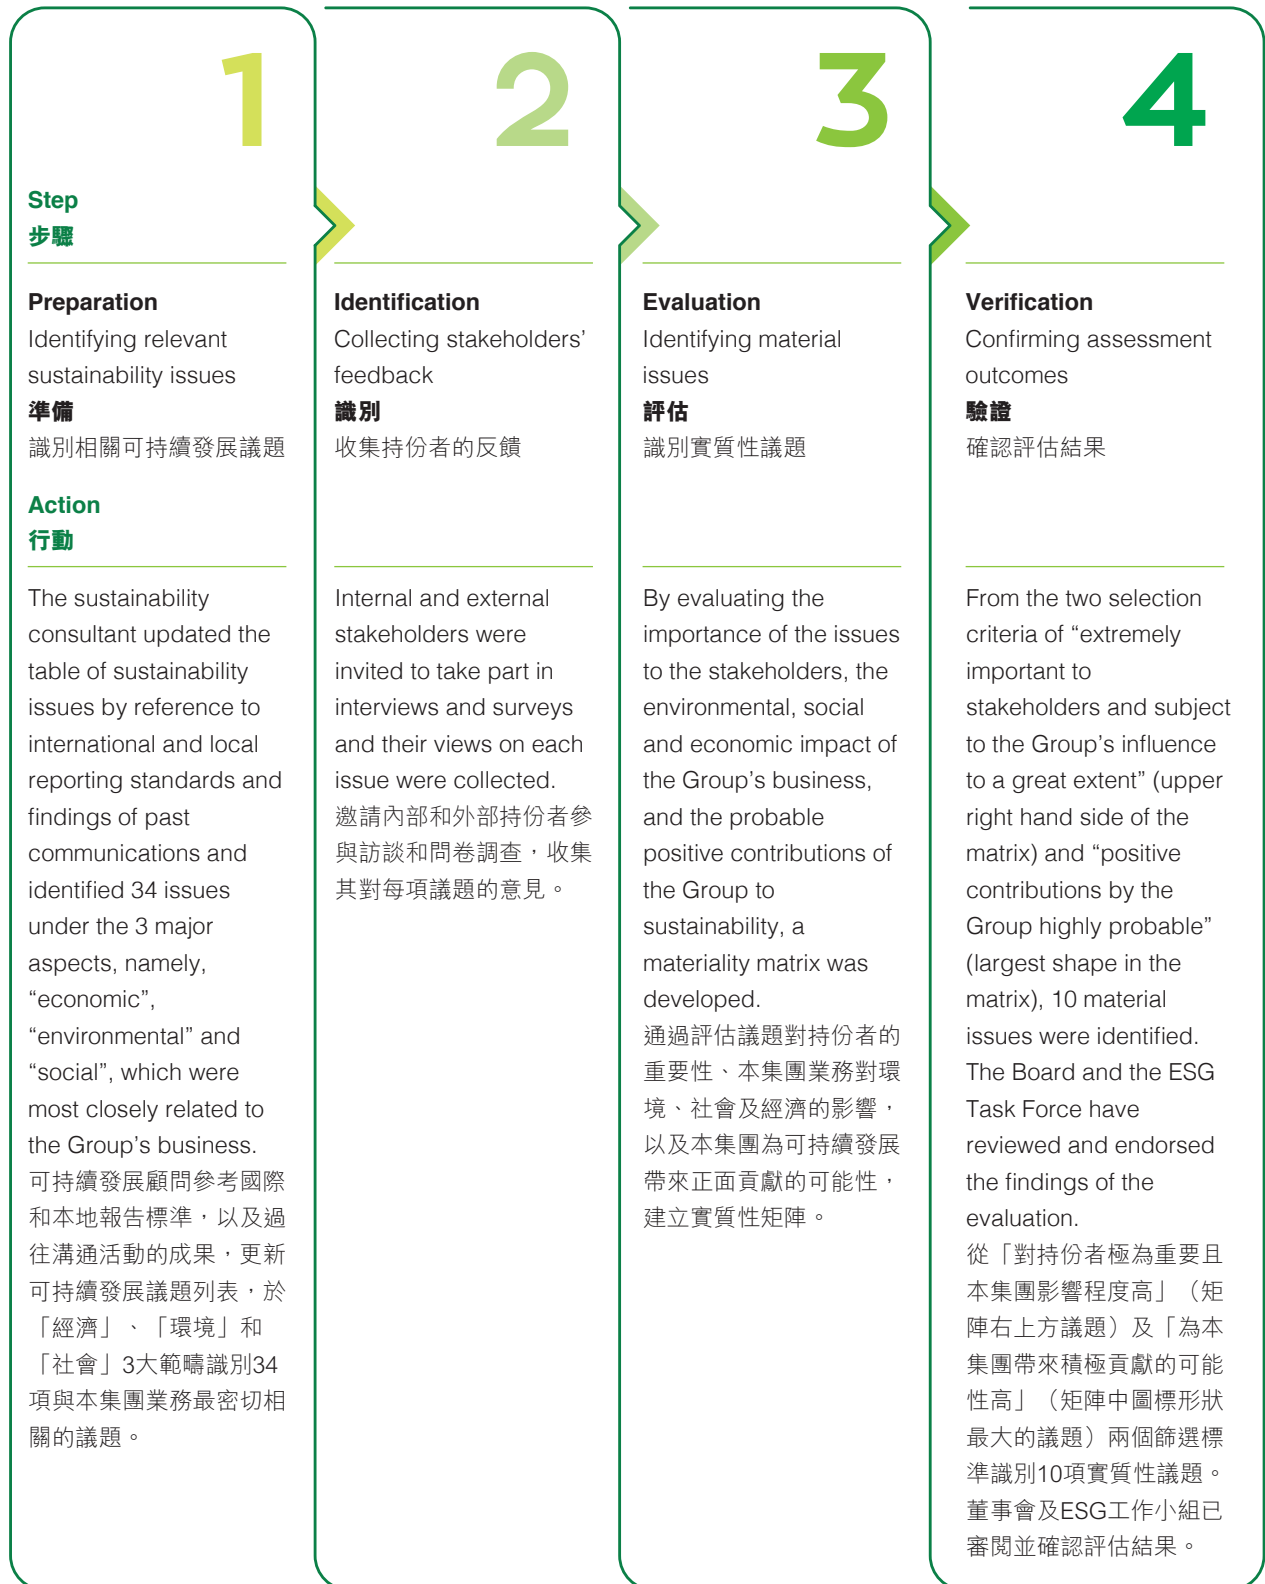 1
Step
步驟
Preparation
Identifying relevant
sustainability issues
準備
識別相關可持續發展議題
Action
行動
The sustainability
consultant updated the
table of sustainability
issues by reference to
international and local
reporting standards and
findings of past
communications and
identified 34 issues
under the 3 major
aspects, namely,
“economic”,
“environmental” and
“social”, which were
most closely related to
the Group’s business.
可持續發展顧問參考國際
和本地報告標準，以及過
往溝通活動的成果，更新
可持續發展議題列表，於
「經濟」、「環境」和
「社會」3大範疇識別34
項與本集團業務最密切相
關的議題。
2
Identification
Collecting stakeholders’
feedback
識別
收集持份者的反饋
Internal and external
stakeholders were
invited to take part in
interviews and surveys
and their views on each
issue were collected.
邀請內部和外部持份者參
與訪談和問卷調查，收集
其對每項議題的意見。
3
Evaluation
Identifying material
issues
評估
識別實質性議題
By evaluating the
importance of the issues
to the stakeholders, the
environmental, social
and economic impact of
the Group’s business,
and the probable
positive contributions of
the Group to
sustainability, a
materiality matrix was
developed.
通過評估議題對持份者的
重要性、本集團業務對環
境、社會及經濟的影響，
以及本集團為可持續發展
帶來正面貢獻的可能性，
建立實質性矩陣。
4
Verification
Confirming assessment
outcomes
驗證
確認評估結果
From the two selection
criteria of “extremely
important to
stakeholders and subject
to the Group’s influence
to a great extent” (upper
right hand side of the
matrix) and “positive
contributions by the
Group highly probable”
(largest shape in the
matrix), 10 material
issues were identified.
The Board and the ESG
Task Force have
reviewed and endorsed
the findings of the
evaluation.
從「對持份者極為重要且
本集團影響程度高」（矩
陣右上方議題）及「為本
集團帶來積極貢獻的可能
性高」（矩陣中圖標形狀
最大的議題）兩個篩選標
準識別10項實質性議題。
董事會及ESG工作小組已
審閱並確認評估結果。